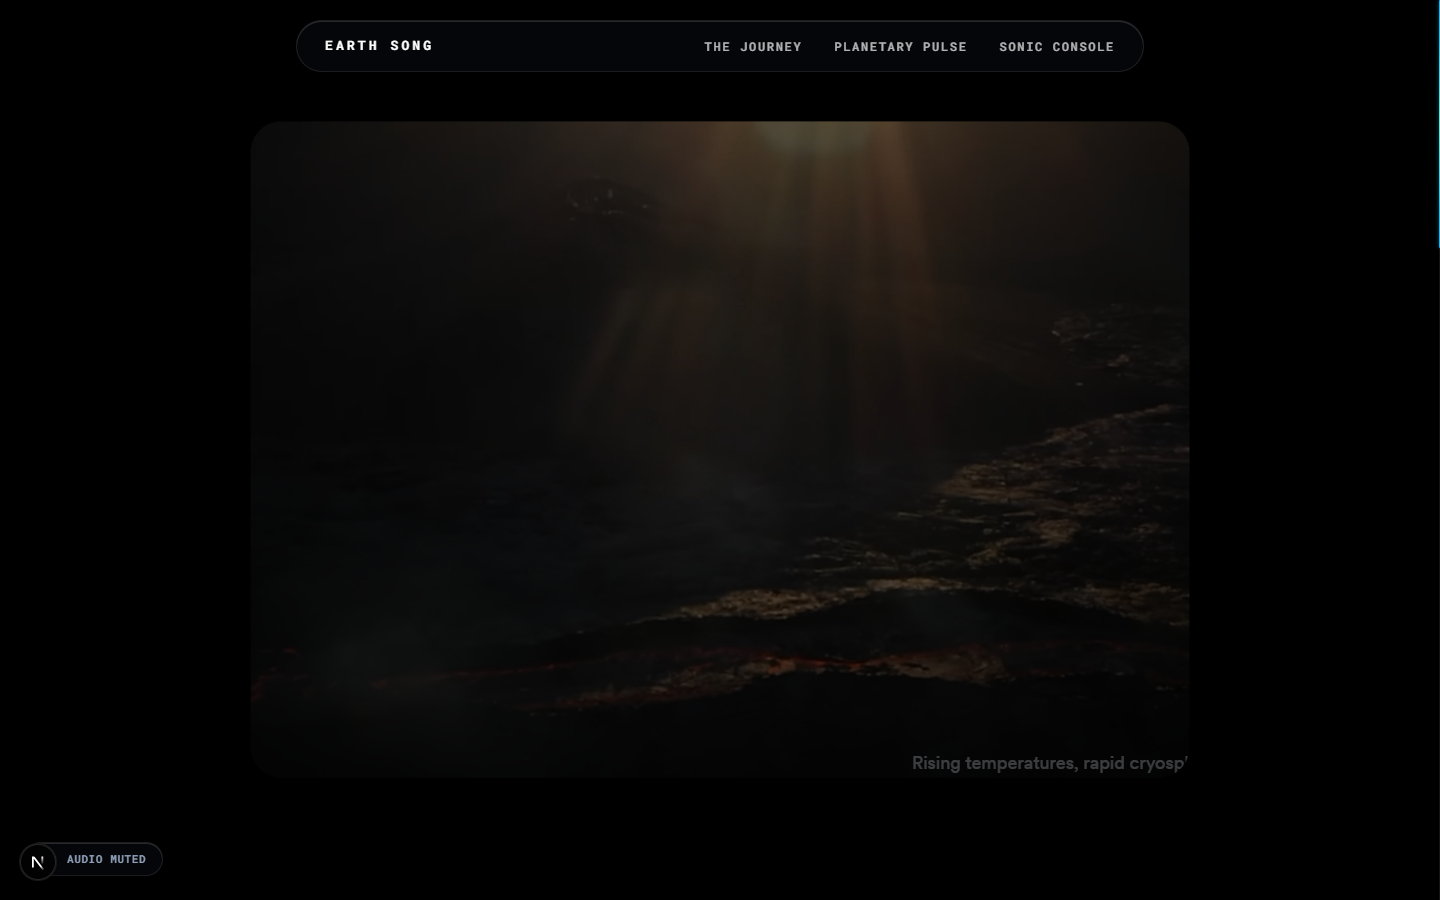 EARTH SONG
THE JOURNEY PLANETARY PULSE SONIC CONSOLE
Rising temperatures, rapid
N AUDIO MUTED